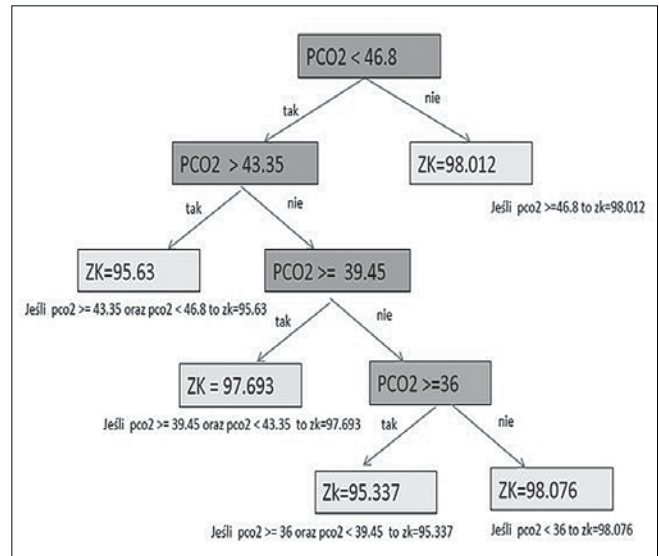 PCO2 < 46.8
tak
nie
PCO2 > 43.35
ZK=98.012
Jeśli pco2 >=46.8 to zk=98.012
tak
nie
ZK=95.63
PCO2 >= 39.45
Jeśli pco2 >= 43.35 oraz pco2 < 46.8 to zk=95.63
tak
nie
ZK = 97.693
PCO2 >=36
Jeśli pco2 >= 39.45 oraz pco2 < 43.35 to zk=97.693
tak
nie
Zk=95.337
ZK=98.076
Jeśli pco2 >= 36 oraz pco2 < 39.45 to zk=95.337
Jeśli pco2 < 36 to zk=98.076